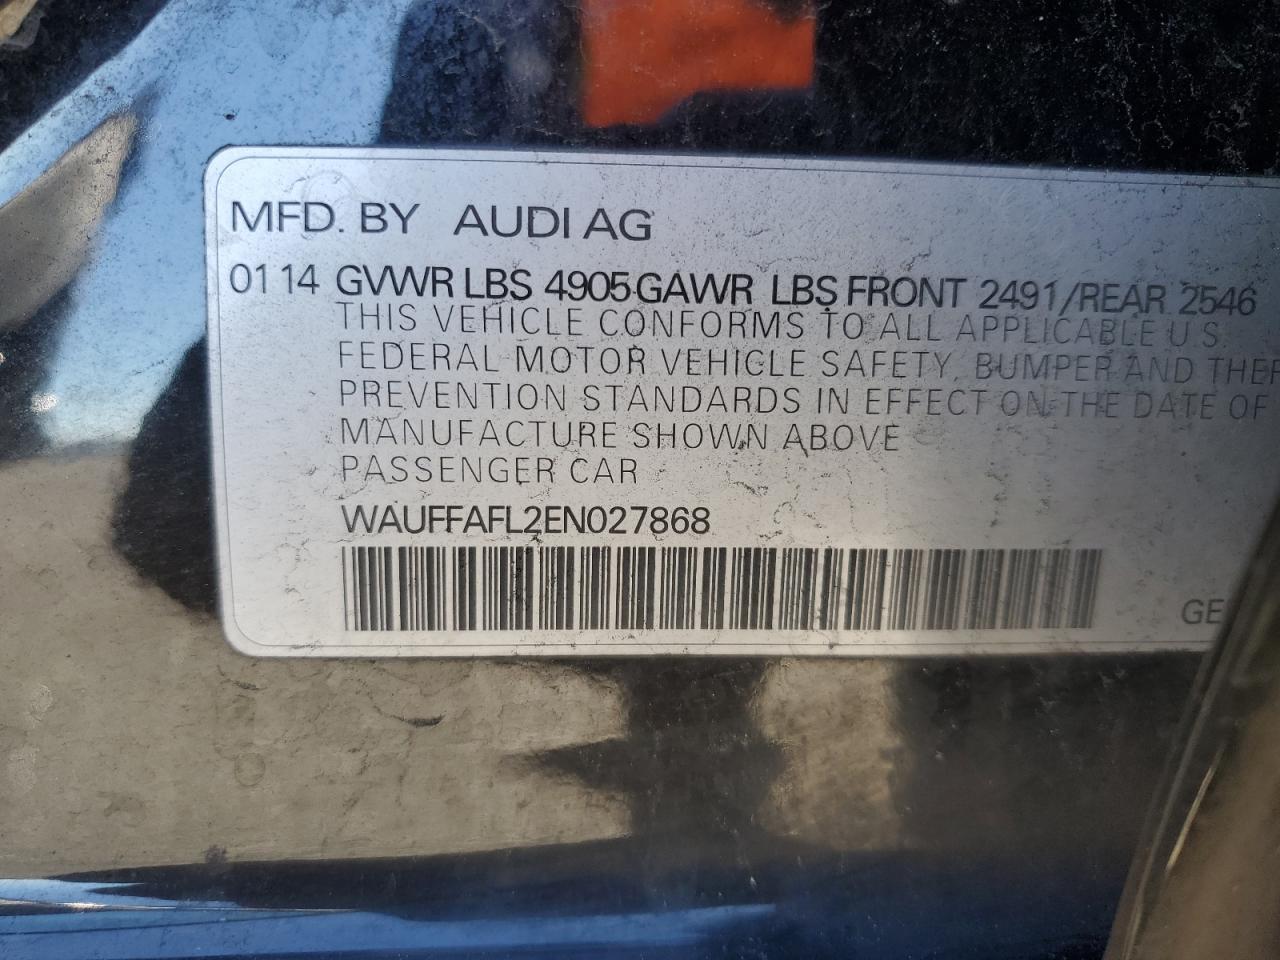 MFD. BY AUDI AG
01 14 GVWR LBS 4905 GAWR LBS FRONT 2491/REAR 2546
THIS VEHICLE CONFORMS TO ALL APPLICABLE U.S.
FEDERAL MOTOR VEHICLE SAFETY, BUMPER AND THEF
PREVENTION STANDARDS IN EFFECT ON THE DATE OF
MANUFACTURE SHOWN ABOVE
PASSENGER CAR
WAUFFAFL2EN027868
GE